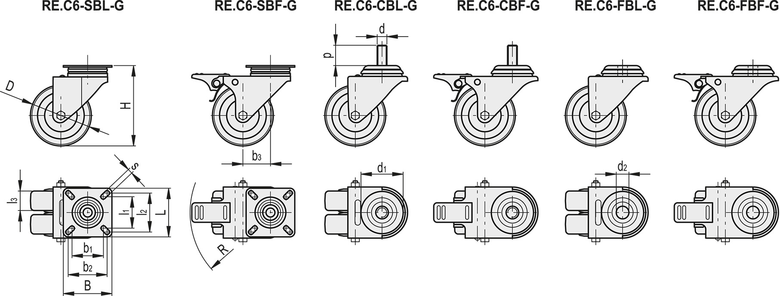 RE.C6-SBL-G RE.C6-SBF-G RE.C6-CBL-G RE.C6-CBF-G RE.C6-FBL-G RE.C6-FBF-G
d
p
D
H
b3
s
d1
d2
l3
l1
l2
L
b1
b2
B
R